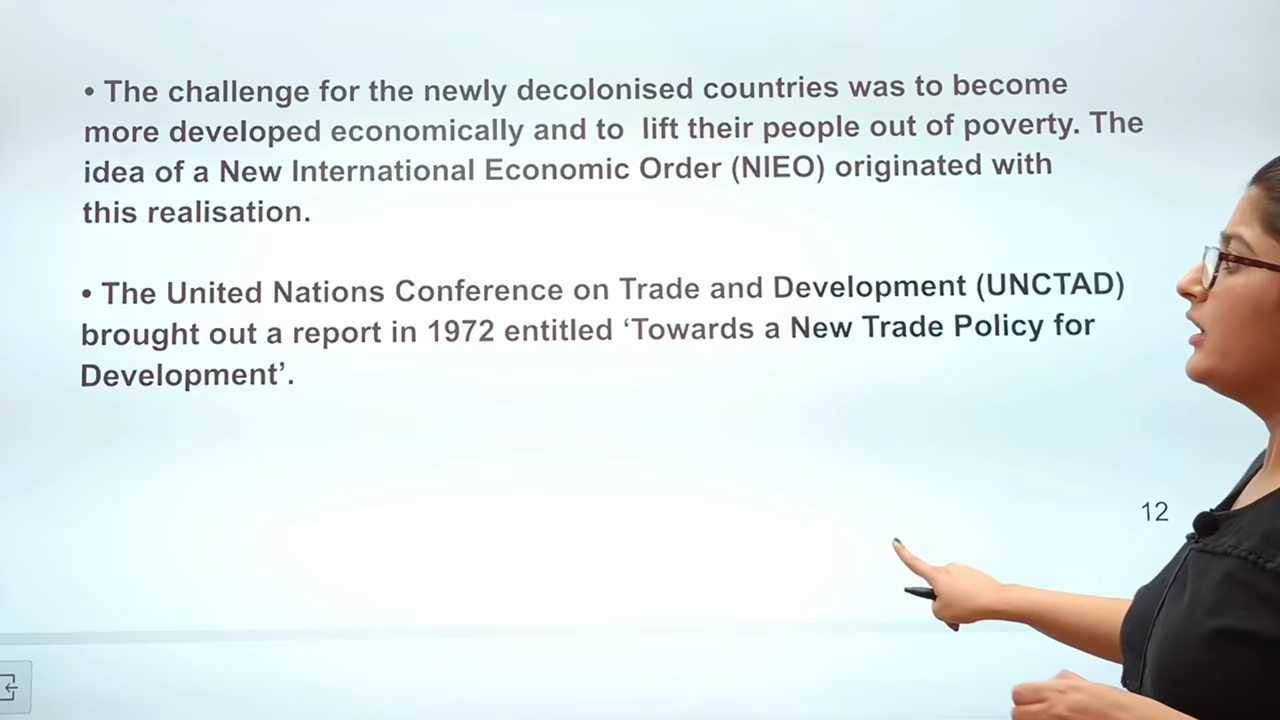 • The challenge for the newly decolonised countries was to become
more developed economically and to lift their people out of poverty. The
idea of a New International Economic Order (NIEO) originated with
this realisation.
• The United Nations Conference on Trade and Development (UNCTAD)
brought out a report in 1972 entitled ‘Towards a New Trade Policy for
Development’.
12